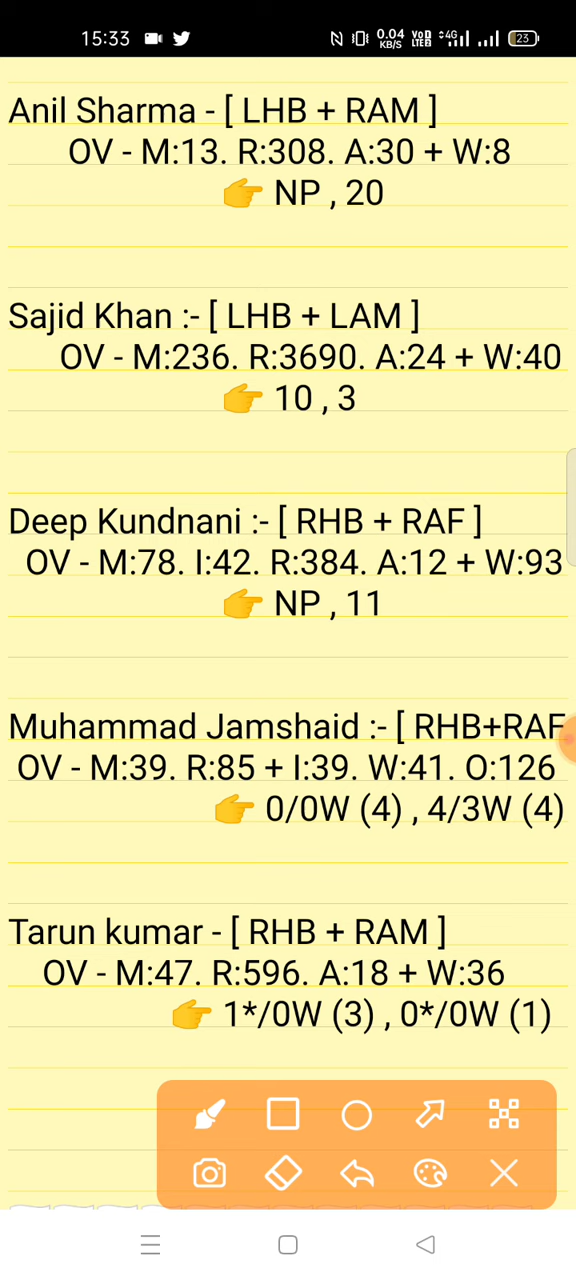 15:33 0.04 KB/S VoD LTE2 4G 23
Anil Sharma - [ LHB + RAM ]
OV - M:13. R:308. A:30 + W:8
👉 NP , 20
Sajid Khan :- [ LHB + LAM ]
OV - M:236. R:3690. A:24 + W:40
👉 10 , 3
Deep Kundnani :- [ RHB + RAF ]
OV - M:78. I:42. R:384. A:12 + W:93
👉 NP , 11
Muhammad Jamshaid :- [ RHB+RAF
OV - M:39. R:85 + I:39. W:41. O:126
👉 0/0W (4) , 4/3W (4)
Tarun kumar - [ RHB + RAM ]
OV - M:47. R:596. A:18 + W:36
👉 1*/0W (3) , 0*/0W (1)